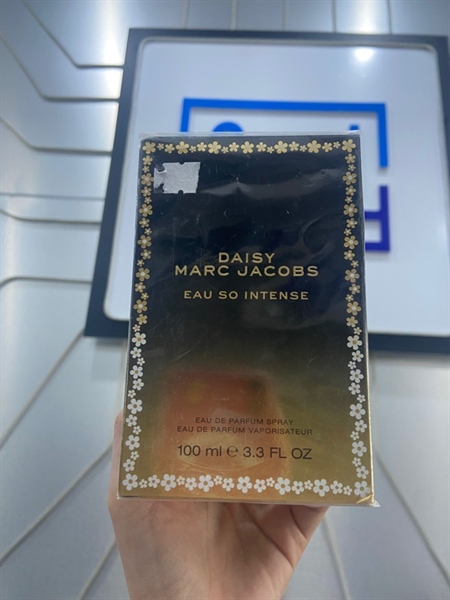 DAISY
MARC JACOBS
EAU SO INTENSE
EAU DE PARFUM SPRAY
EAU DE PARFUM VAPORISATEUR
100 ml ℮ 3.3 FL OZ